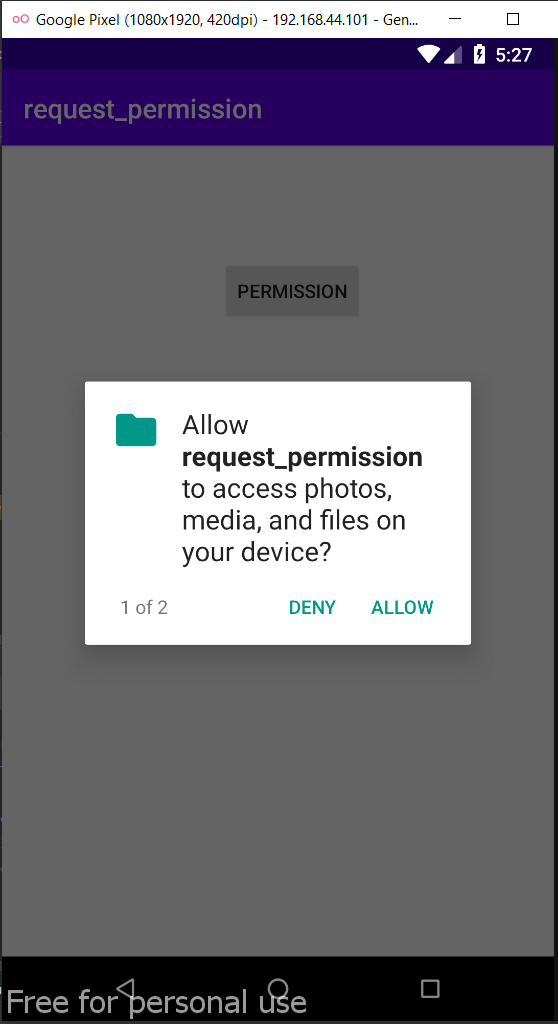 Google Pixel (1080x1920, 420dpi) - 192.168.44.101 - Gen...
5:27
request_permission
PERMISSION
Allow
request_permission
to access photos,
media, and files on
your device?
1 of 2 DENY ALLOW
Free for personal use